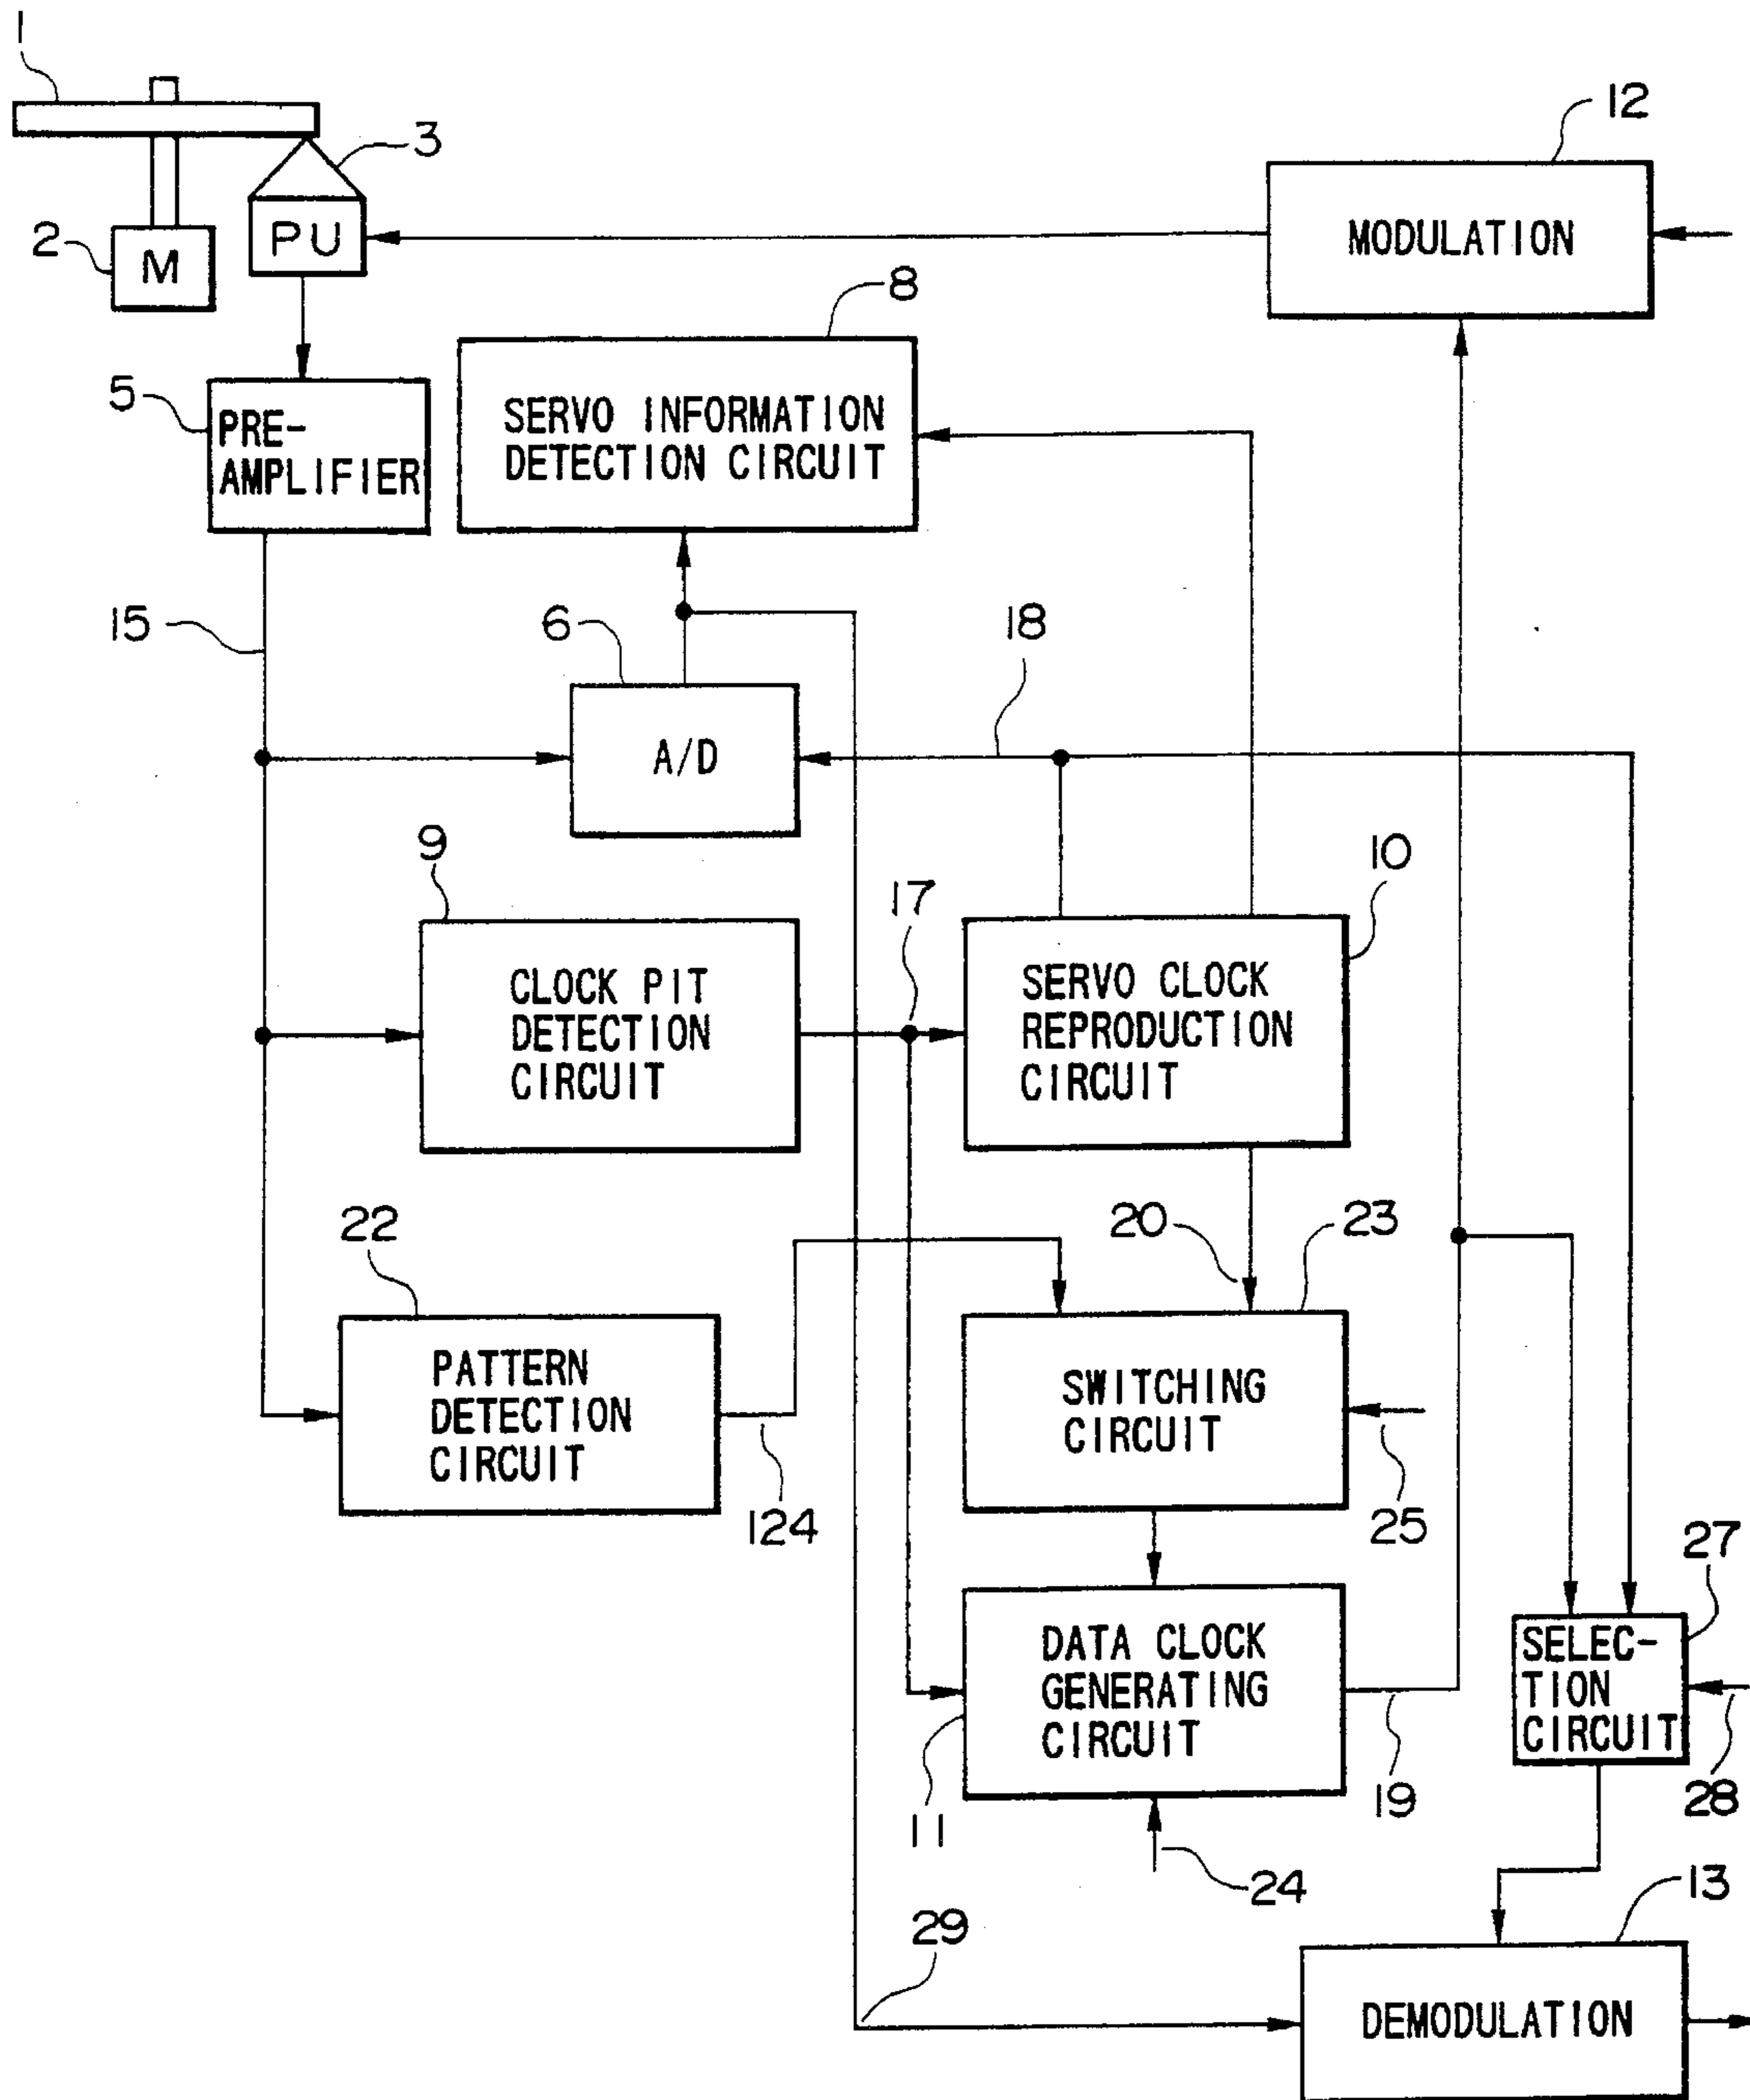 1
12
3
PU
2
M
MODULATION
8
5
PRE-
AMPLIFIER
SERVO INFORMATION
DETECTION CIRCUIT
15
6
18
A/D
9
17
10
CLOCK PIT
DETECTION
CIRCUIT
SERVO CLOCK
REPRODUCTION
CIRCUIT
22
20
23
PATTERN
DETECTION
CIRCUIT
SWITCHING
CIRCUIT
124
25
27
DATA CLOCK
GENERATING
CIRCUIT
SELEC-
TION
CIRCUIT
11
19
28
24
29
13
DEMODULATION